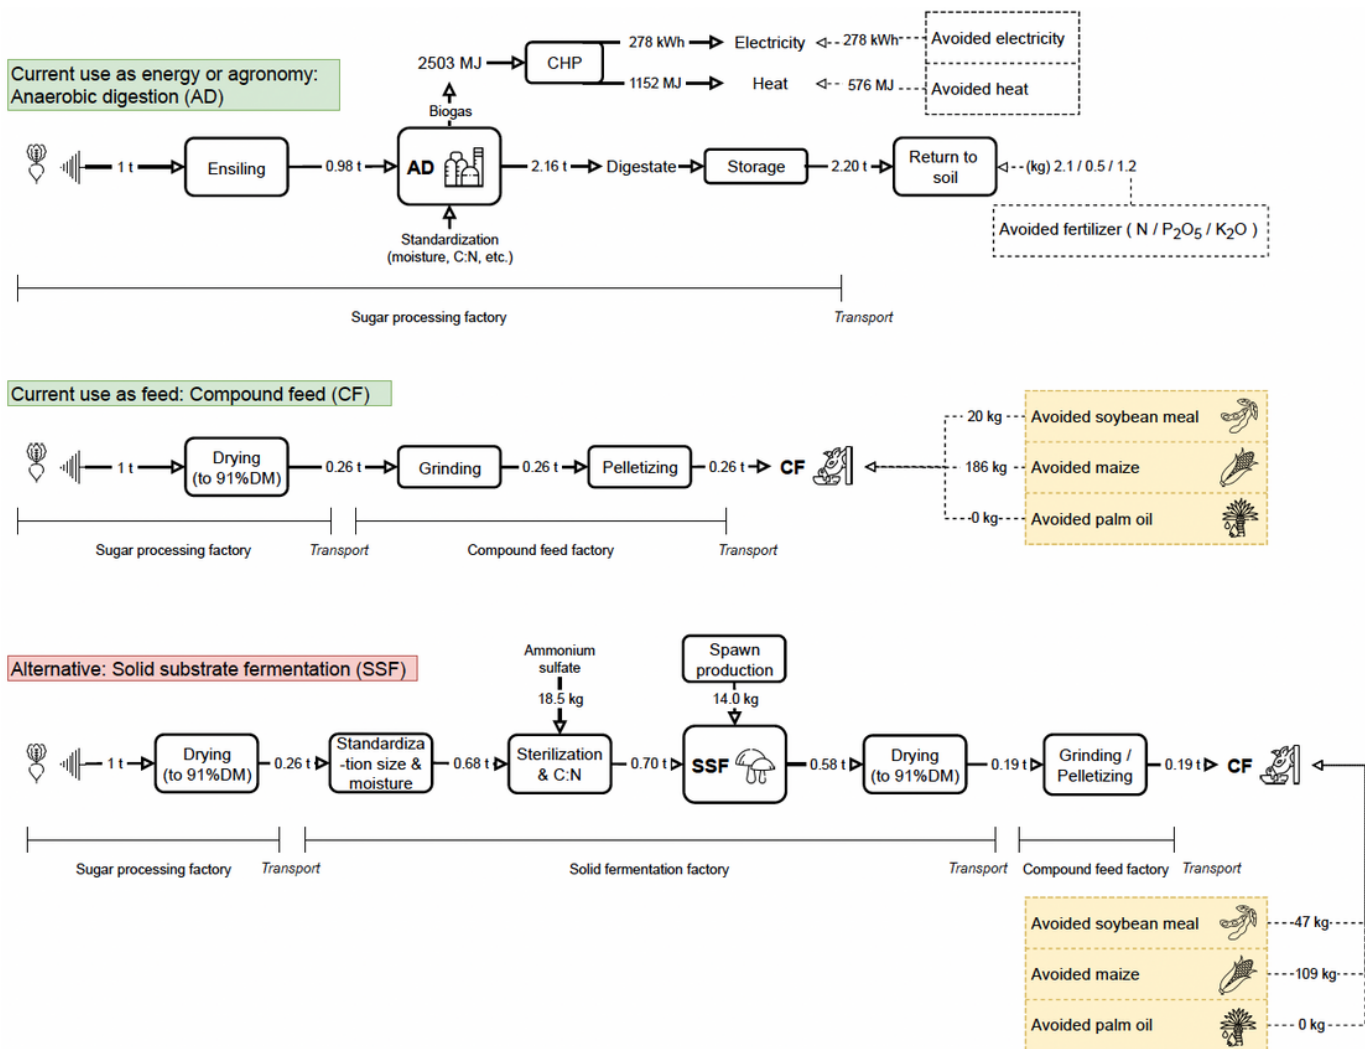 Current use as energy or agronomy:
Anaerobic digestion (AD)
2503 MJ
CHP
278 kWh
Electricity
278 kWh
Avoided electricity
1152 MJ
Heat
576 MJ
Avoided heat
Biogas
1 t
Ensiling
0.98 t
AD
2.16 t
Digestate
Storage
2.20 t
Return to
soil
(kg) 2.1 / 0.5 / 1.2
Standardization
(moisture, C:N, etc.)
Avoided fertilizer ( N / P2O5 / K2O )
Sugar processing factory
Transport
Current use as feed: Compound feed (CF)
1 t
Drying
(to 91%DM)
0.26 t
Grinding
0.26 t
Pelletizing
0.26 t
CF
20 kg
Avoided soybean meal
186 kg
Avoided maize
0 kg
Avoided palm oil
Sugar processing factory
Transport
Compound feed factory
Transport
Alternative: Solid substrate fermentation (SSF)
Ammonium
sulfate
18.5 kg
Spawn
production
14.0 kg
1 t
Drying
(to 91%DM)
0.26 t
Standardiza
-tion size &
moisture
0.68 t
Sterilization
& C:N
0.70 t
SSF
0.58 t
Drying
(to 91%DM)
0.19 t
Grinding /
Pelletizing
0.19 t
CF
Sugar processing factory
Transport
Solid fermentation factory
Transport
Compound feed factory
Transport
Avoided soybean meal
47 kg
Avoided maize
109 kg
Avoided palm oil
0 kg